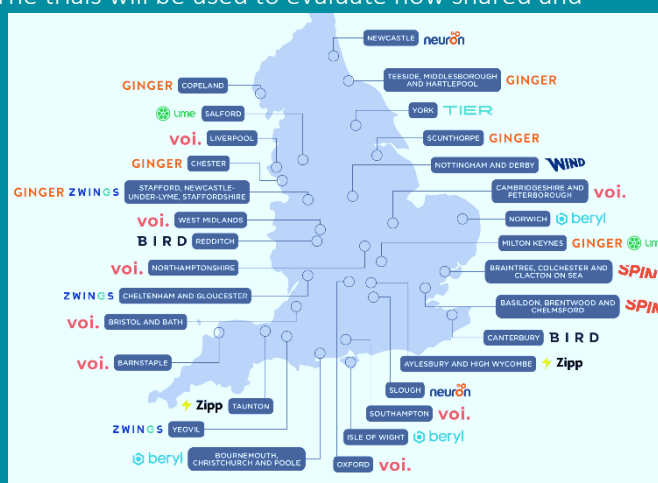 The trials will be used to evaluate how shared and
NEWCASTLE neuron
GINGER COPELAND
TEESIDE, MIDDLESBOROUGH
AND HARTLEPOOL GINGER
Lime SALFORD
YORK TIER
voi. LIVERPOOL
SCUNTHORPE GINGER
GINGER CHESTER
NOTTINGHAM AND DERBY WIND
GINGER ZWINGS STAFFORD, NEWCASTLE-
UNDER-LYME, STAFFORDSHIRE
CAMBRIDGESHIRE AND
PETERBOROUGH voi.
voi. WEST MIDLANDS
NORWICH beryl
BIRD REDDITCH
MILTON KEYNES GINGER
voi. NORTHAMPTONSHIRE
BRAINTREE, COLCHESTER AND
CLACTON ON SEA SPIN
ZWINGS CHELTENHAM AND GLOUCESTER
BASILDON, BRENTWOOD AND
CHELMSFORD SPIN
voi. BRISTOL AND BATH
CANTERBURY BIRD
voi. BARNSTAPLE
AYLESBURY AND HIGH WYCOMBE Zipp
SLOUGH neuron
Zipp TAUNTON
SOUTHAMPTON voi.
ZWINGS YEOVIL
ISLE OF WIGHT beryl
beryl BOURNEMOUTH,
CHRISTCHURCH AND POOLE
OXFORD voi.